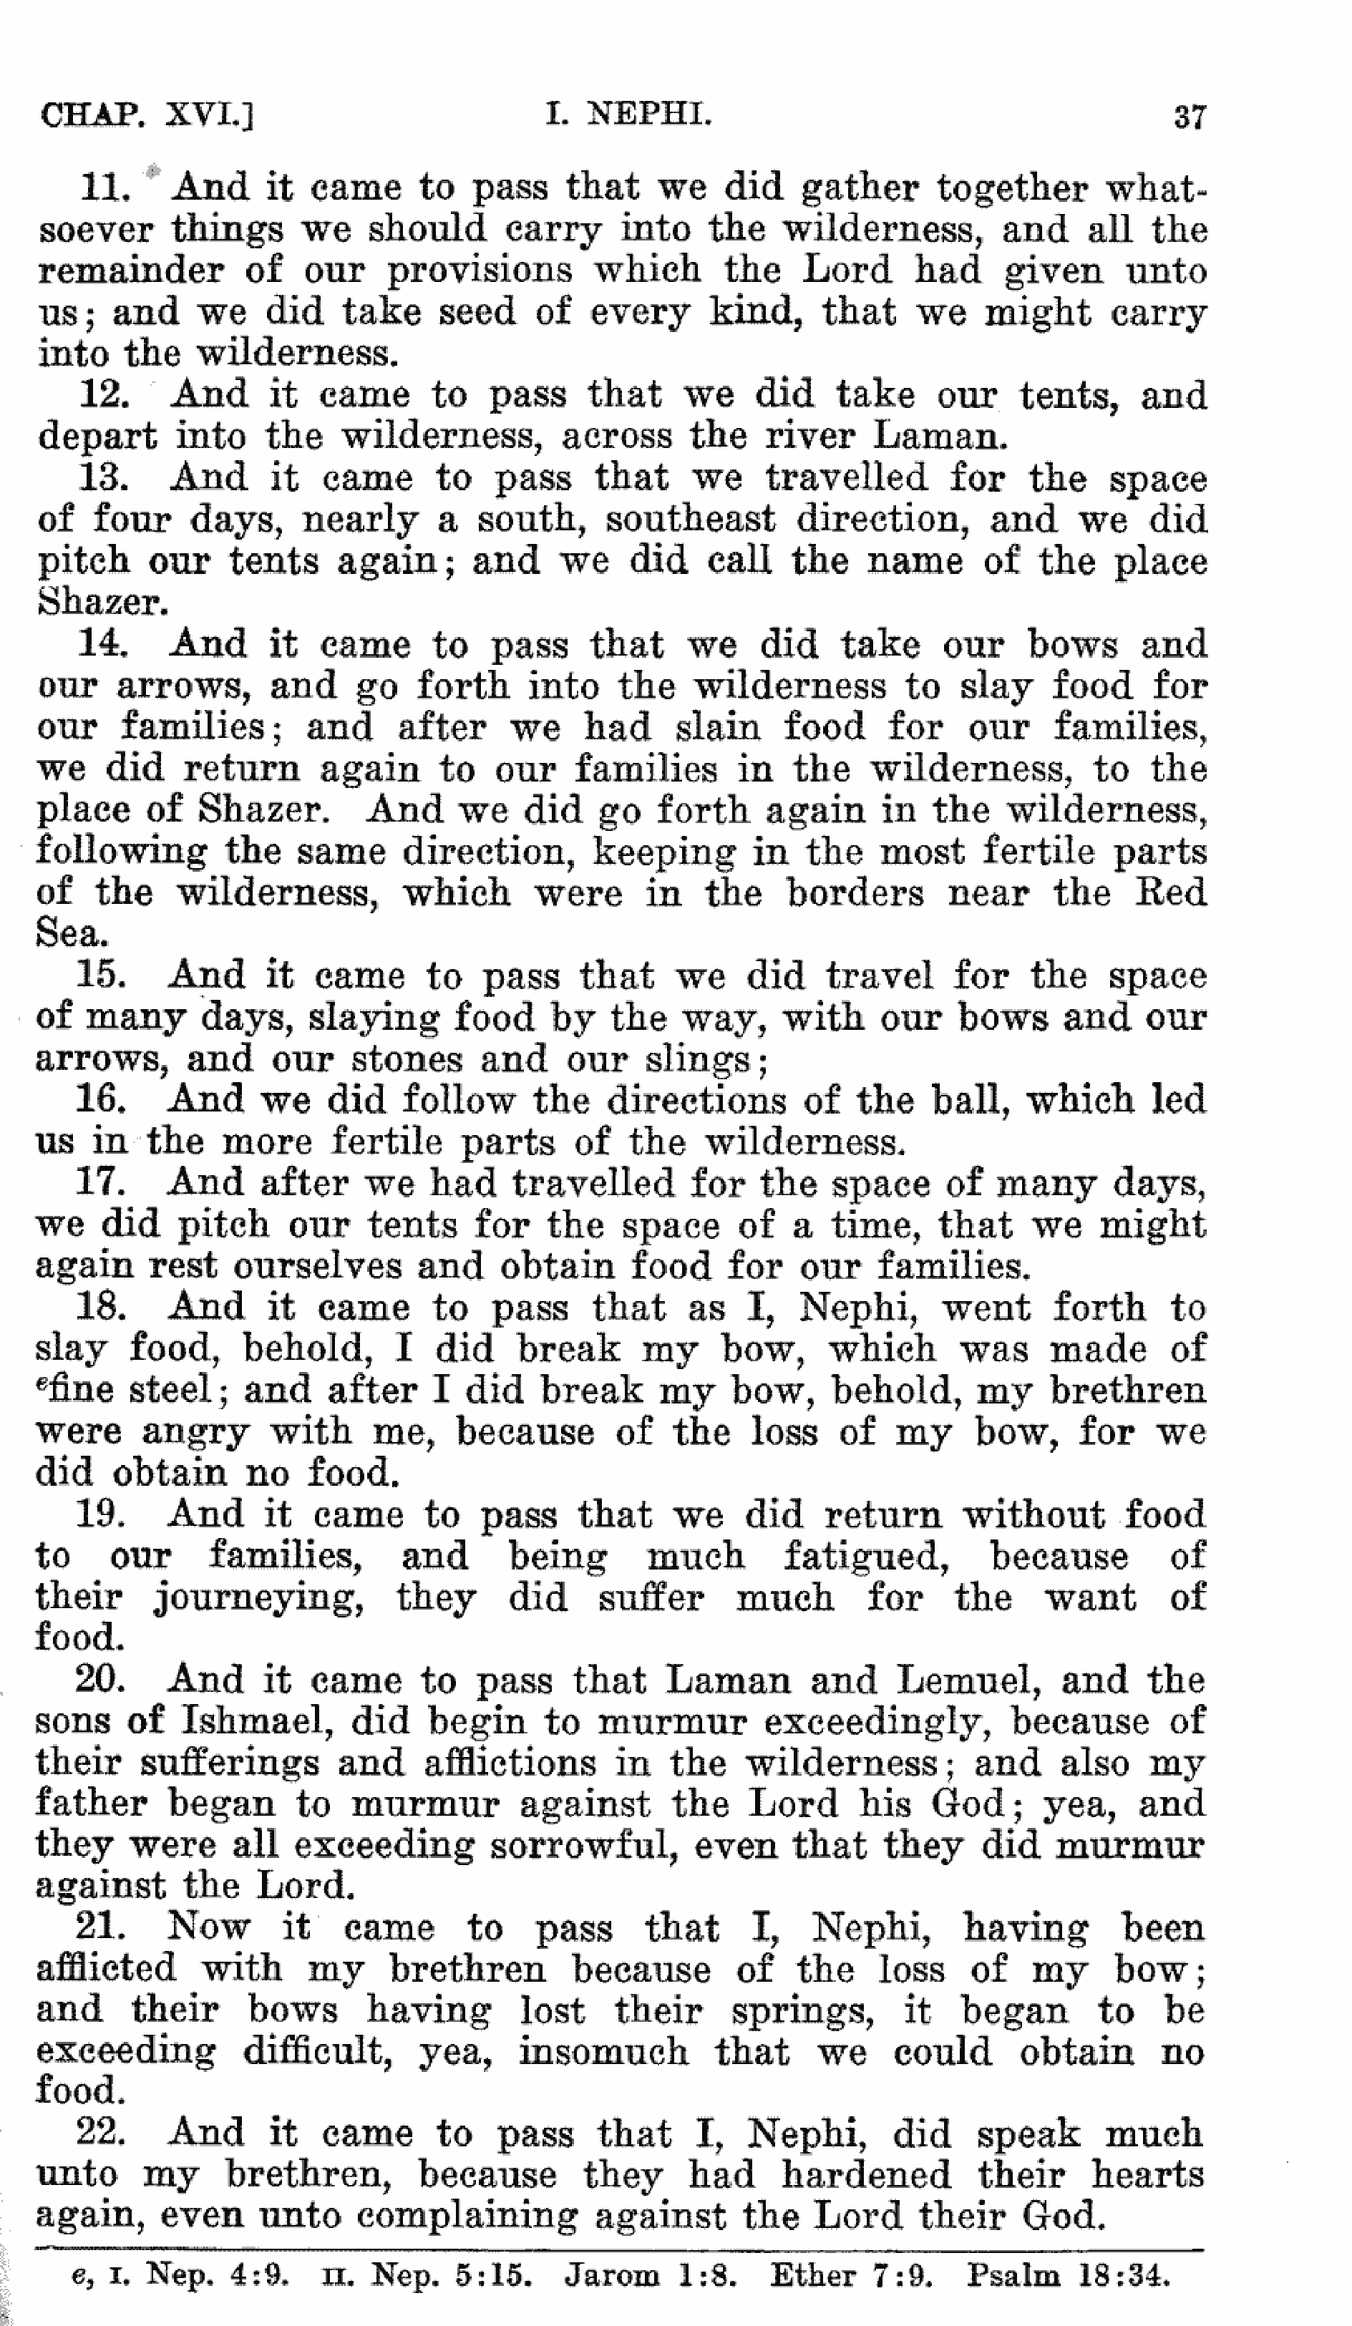 CHAP. XVI.] I. NEPHI. 37
11. And it came to pass that we did gather together what-
soever things we should carry into the wilderness, and all the
remainder of our provisions which the Lord had given unto
us; and we did take seed of every kind, that we might carry
into the wilderness.
12. And it came to pass that we did take our tents, and
depart into the wilderness, across the river Laman.
13. And it came to pass that we travelled for the space
of four days, nearly a south, southeast direction, and we did
pitch our tents again; and we did call the name of the place
Shazer.
14. And it came to pass that we did take our bows and
our arrows, and go forth into the wilderness to slay food for
our families; and after we had slain food for our families,
we did return again to our families in the wilderness, to the
place of Shazer. And we did go forth again in the wilderness,
following the same direction, keeping in the most fertile parts
of the wilderness, which were in the borders near the Red
Sea.
15. And it came to pass that we did travel for the space
of many days, slaying food by the way, with our bows and our
arrows, and our stones and our slings;
16. And we did follow the directions of the ball, which led
us in the more fertile parts of the wilderness.
17. And after we had travelled for the space of many days,
we did pitch our tents for the space of a time, that we might
again rest ourselves and obtain food for our families.
18. And it came to pass that as I, Nephi, went forth to
slay food, behold, I did break my bow, which was made of
ᵉfine steel; and after I did break my bow, behold, my brethren
were angry with me, because of the loss of my bow, for we
did obtain no food.
19. And it came to pass that we did return without food
to our families, and being much fatigued, because of
their journeying, they did suffer much for the want of
food.
20. And it came to pass that Laman and Lemuel, and the
sons of Ishmael, did begin to murmur exceedingly, because of
their sufferings and afflictions in the wilderness; and also my
father began to murmur against the Lord his God; yea, and
they were all exceeding sorrowful, even that they did murmur
against the Lord.
21. Now it came to pass that I, Nephi, having been
afflicted with my brethren because of the loss of my bow;
and their bows having lost their springs, it began to be
exceeding difficult, yea, insomuch that we could obtain no
food.
22. And it came to pass that I, Nephi, did speak much
unto my brethren, because they had hardened their hearts
again, even unto complaining against the Lord their God.
e, I. Nep. 4:9. II. Nep. 5:15. Jarom 1:8. Ether 7:9. Psalm 18:34.